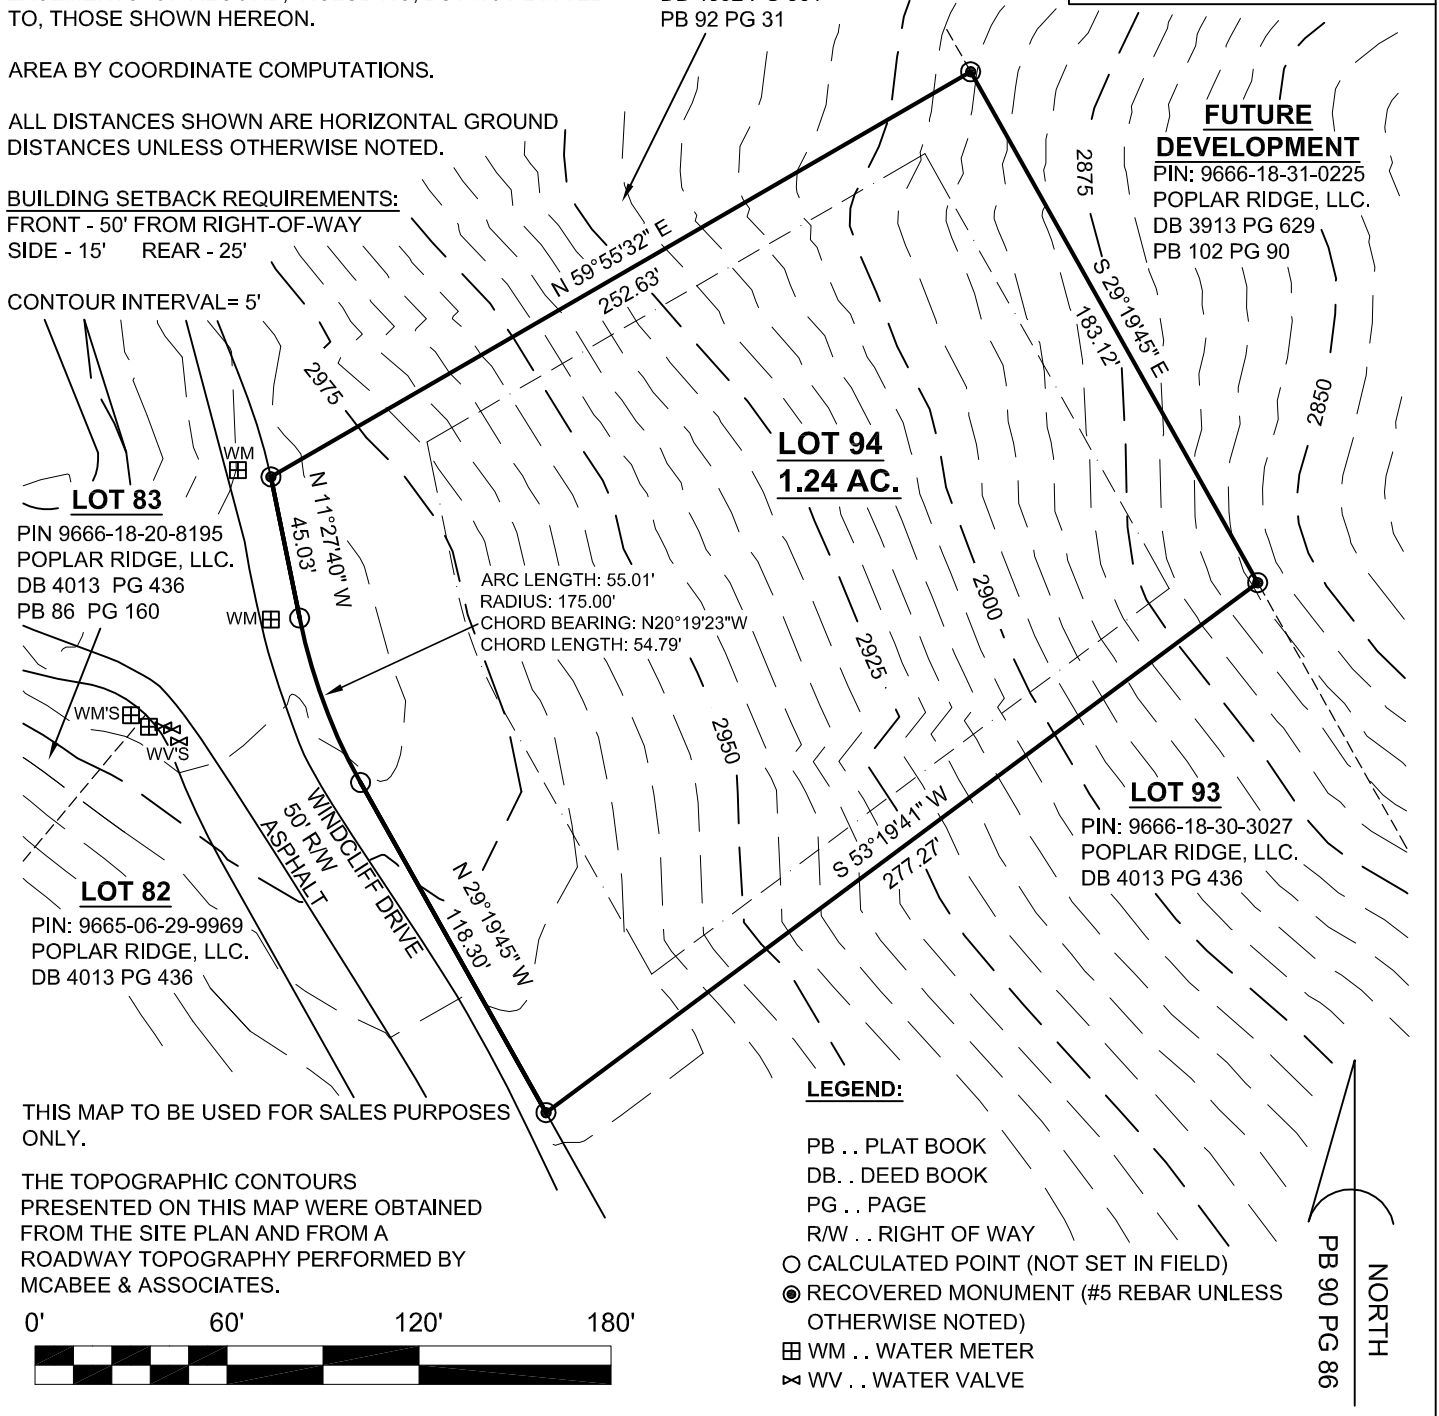 TO, THOSE SHOWN HEREON.
PB 92 PG 31
AREA BY COORDINATE COMPUTATIONS.
ALL DISTANCES SHOWN ARE HORIZONTAL GROUND
DISTANCES UNLESS OTHERWISE NOTED.
BUILDING SETBACK REQUIREMENTS:
FRONT - 50' FROM RIGHT-OF-WAY
SIDE - 15' REAR - 25'
CONTOUR INTERVAL= 5'
FUTURE
DEVELOPMENT
PIN: 9666-18-31-0225
POPLAR RIDGE, LLC.
DB 3913 PG 629
PB 102 PG 90
2875
N 59°55'32" E
252.63'
S 29°19'45" E
183.12'
2975
2850
LOT 94
1.24 AC.
WM
LOT 83
PIN 9666-18-20-8195
POPLAR RIDGE, LLC.
DB 4013 PG 436
PB 86 PG 160
N 11°27'40" W
45.03'
WM
ARC LENGTH: 55.01'
RADIUS: 175.00'
CHORD BEARING: N20°19'23"W
CHORD LENGTH: 54.79'
2900
2925
2950
WM'S
WV'S
WINDCLIFF DRIVE
50' R/W
ASPHALT
S 53°19'41" W
277.27'
LOT 93
PIN: 9666-18-30-3027
POPLAR RIDGE, LLC.
DB 4013 PG 436
LOT 82
PIN: 9665-06-29-9969
POPLAR RIDGE, LLC.
DB 4013 PG 436
N 29°19'45" W
118.30'
THIS MAP TO BE USED FOR SALES PURPOSES
ONLY.
THE TOPOGRAPHIC CONTOURS
PRESENTED ON THIS MAP WERE OBTAINED
FROM THE SITE PLAN AND FROM A
ROADWAY TOPOGRAPHY PERFORMED BY
MCABEE & ASSOCIATES.
0' 60' 120' 180'
LEGEND:
PB . . PLAT BOOK
DB. . DEED BOOK
PG . . PAGE
R/W . . RIGHT OF WAY
CALCULATED POINT (NOT SET IN FIELD)
RECOVERED MONUMENT (#5 REBAR UNLESS
OTHERWISE NOTED)
WM . . WATER METER
WV . . WATER VALVE
NORTH
PB 90 PG 86